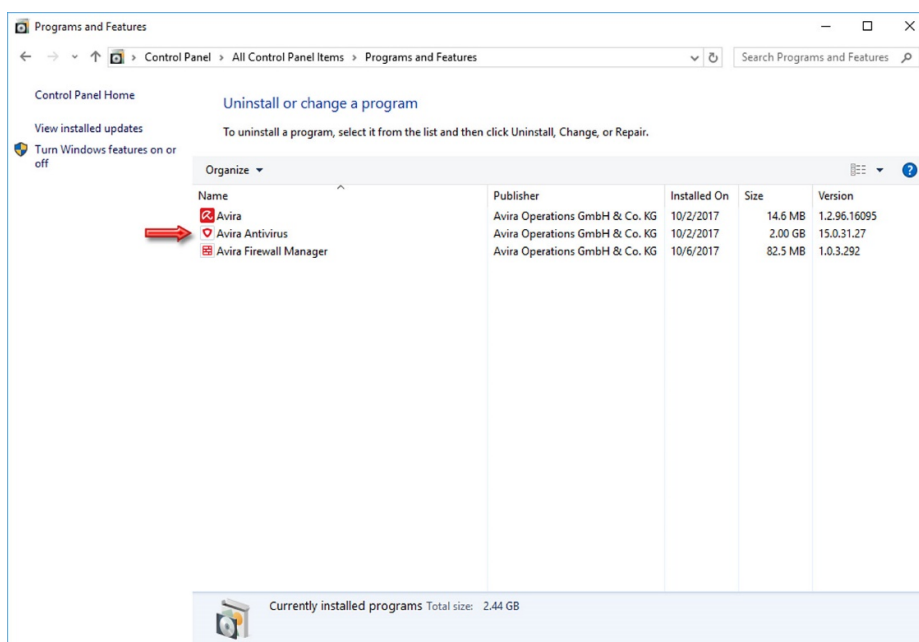 Programs and Features
Control Panel > All Control Panel Items > Programs and Features
Search Programs and Features
Control Panel Home
View installed updates
Turn Windows features on or
off
Uninstall or change a program
To uninstall a program, select it from the list and then click Uninstall, Change, or Repair.
Organize
Name Publisher Installed On Size Version
Avira Avira Operations GmbH & Co. KG 10/2/2017 14.6 MB 1.2.96.16095
Avira Antivirus Avira Operations GmbH & Co. KG 10/2/2017 2.00 GB 15.0.31.27
Avira Firewall Manager Avira Operations GmbH & Co. KG 10/6/2017 82.5 MB 1.0.3.292
Currently installed programs Total size: 2.44 GB